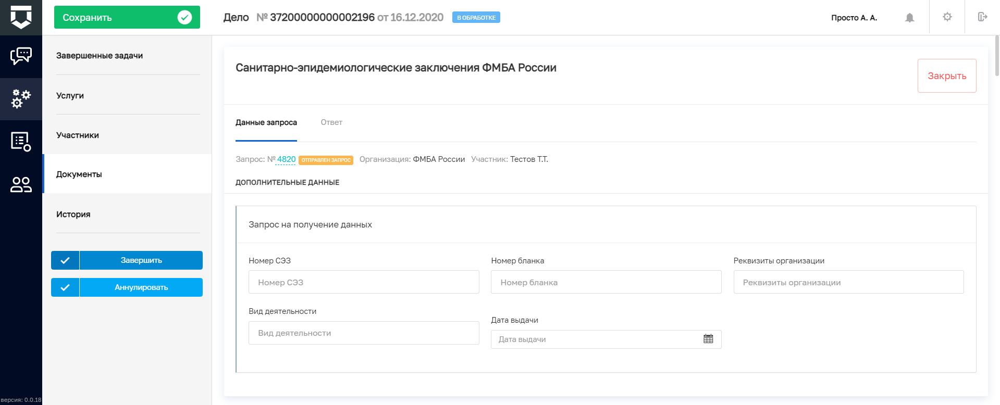 Сохранить
Дело № 37200000000002196 от 16.12.2020 В ОБРАБОТКЕ
Просто А. А.
Завершенные задачи
Услуги
Участники
Документы
История
Завершить
Аннулировать
версия: 0.0.18
Санитарно-эпидемиологические заключения ФМБА России
Закрыть
Данные запроса Ответ
Запрос: № 4820 ОТПРАВЛЕН ЗАПРОС Организация: ФМБА России Участник: Тестов Т.Т.
ДОПОЛНИТЕЛЬНЫЕ ДАННЫЕ
Запрос на получение данных
Номер СЭЗ Номер бланка Реквизиты организации
Номер СЭЗ Номер бланка Реквизиты организации
Вид деятельности Дата выдачи
Вид деятельности Дата выдачи